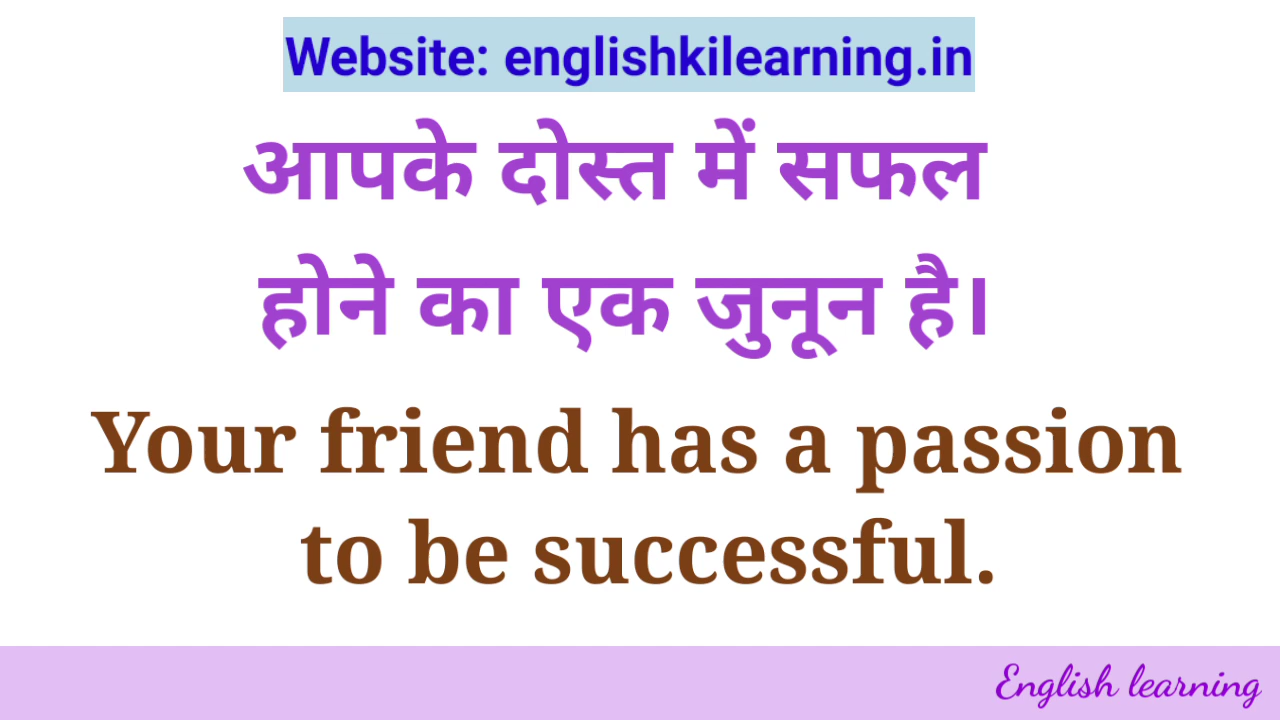 Website: englishkilearning.in
आपके दोस्त में सफल
होने का एक जुनून है।
Your friend has a passion
to be successful.
English learning